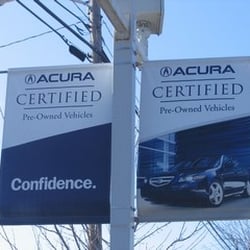 ACURA
CERTIFIED
Pre-Owned Vehicles
Confidence.
ACURA
CERTIFIED
Pre-Owned Vehicles